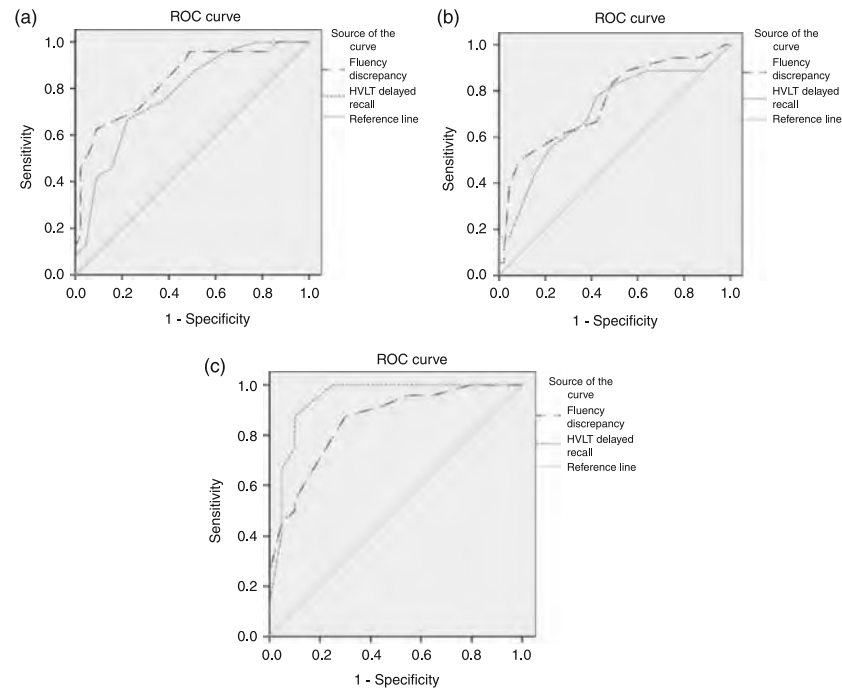 (a)
ROC curve
Source of the
curve
Fluency
discrepancy
HVLT delayed
recall
Reference line
Sensitivity
1.0
0.8
0.6
0.4
0.2
0.0
0.0 0.2 0.4 0.6 0.8 1.0
1 - Specificity
(b)
ROC curve
Source of the
curve
Fluency
discrepancy
HVLT delayed
recall
Reference line
Sensitivity
1.0
0.8
0.6
0.4
0.2
0.0
0.0 0.2 0.4 0.6 0.8 1.0
1 - Specificity
(c)
ROC curve
Source of the
curve
Fluency
discrepancy
HVLT delayed
recall
Reference line
Sensitivity
1.0
0.8
0.6
0.4
0.2
0.0
0.0 0.2 0.4 0.6 0.8 1.0
1 - Specificity